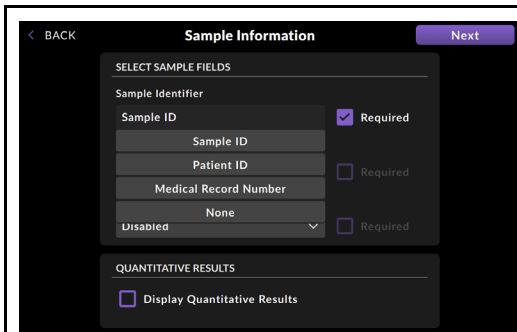 BACK
Sample Information
Next
SELECT SAMPLE FIELDS
Sample Identifier
Sample ID
Required
Sample ID
Patient ID
Required
Medical Record Number
None
Disabled
Required
QUANTITATIVE RESULTS
Display Quantitative Results